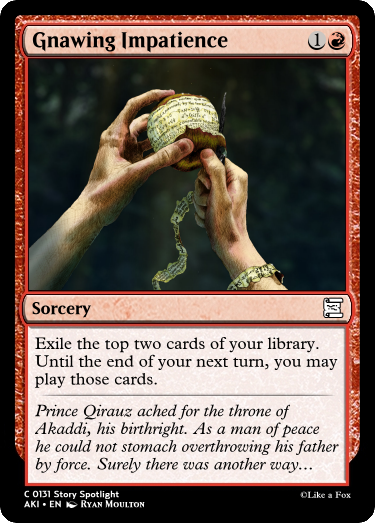 Gnawing Impatience
1
Sorcery
Exile the top two cards of your library.
Until the end of your next turn, you may
play those cards.
Prince Qirauz ached for the throne of
Akaddi, his birthright. As a man of peace
he could not stomach overthrowing his father
by force. Surely there was another way…
C 0131 Story Spotlight
AKI • EN Ryan Moulton
©Like a Fox